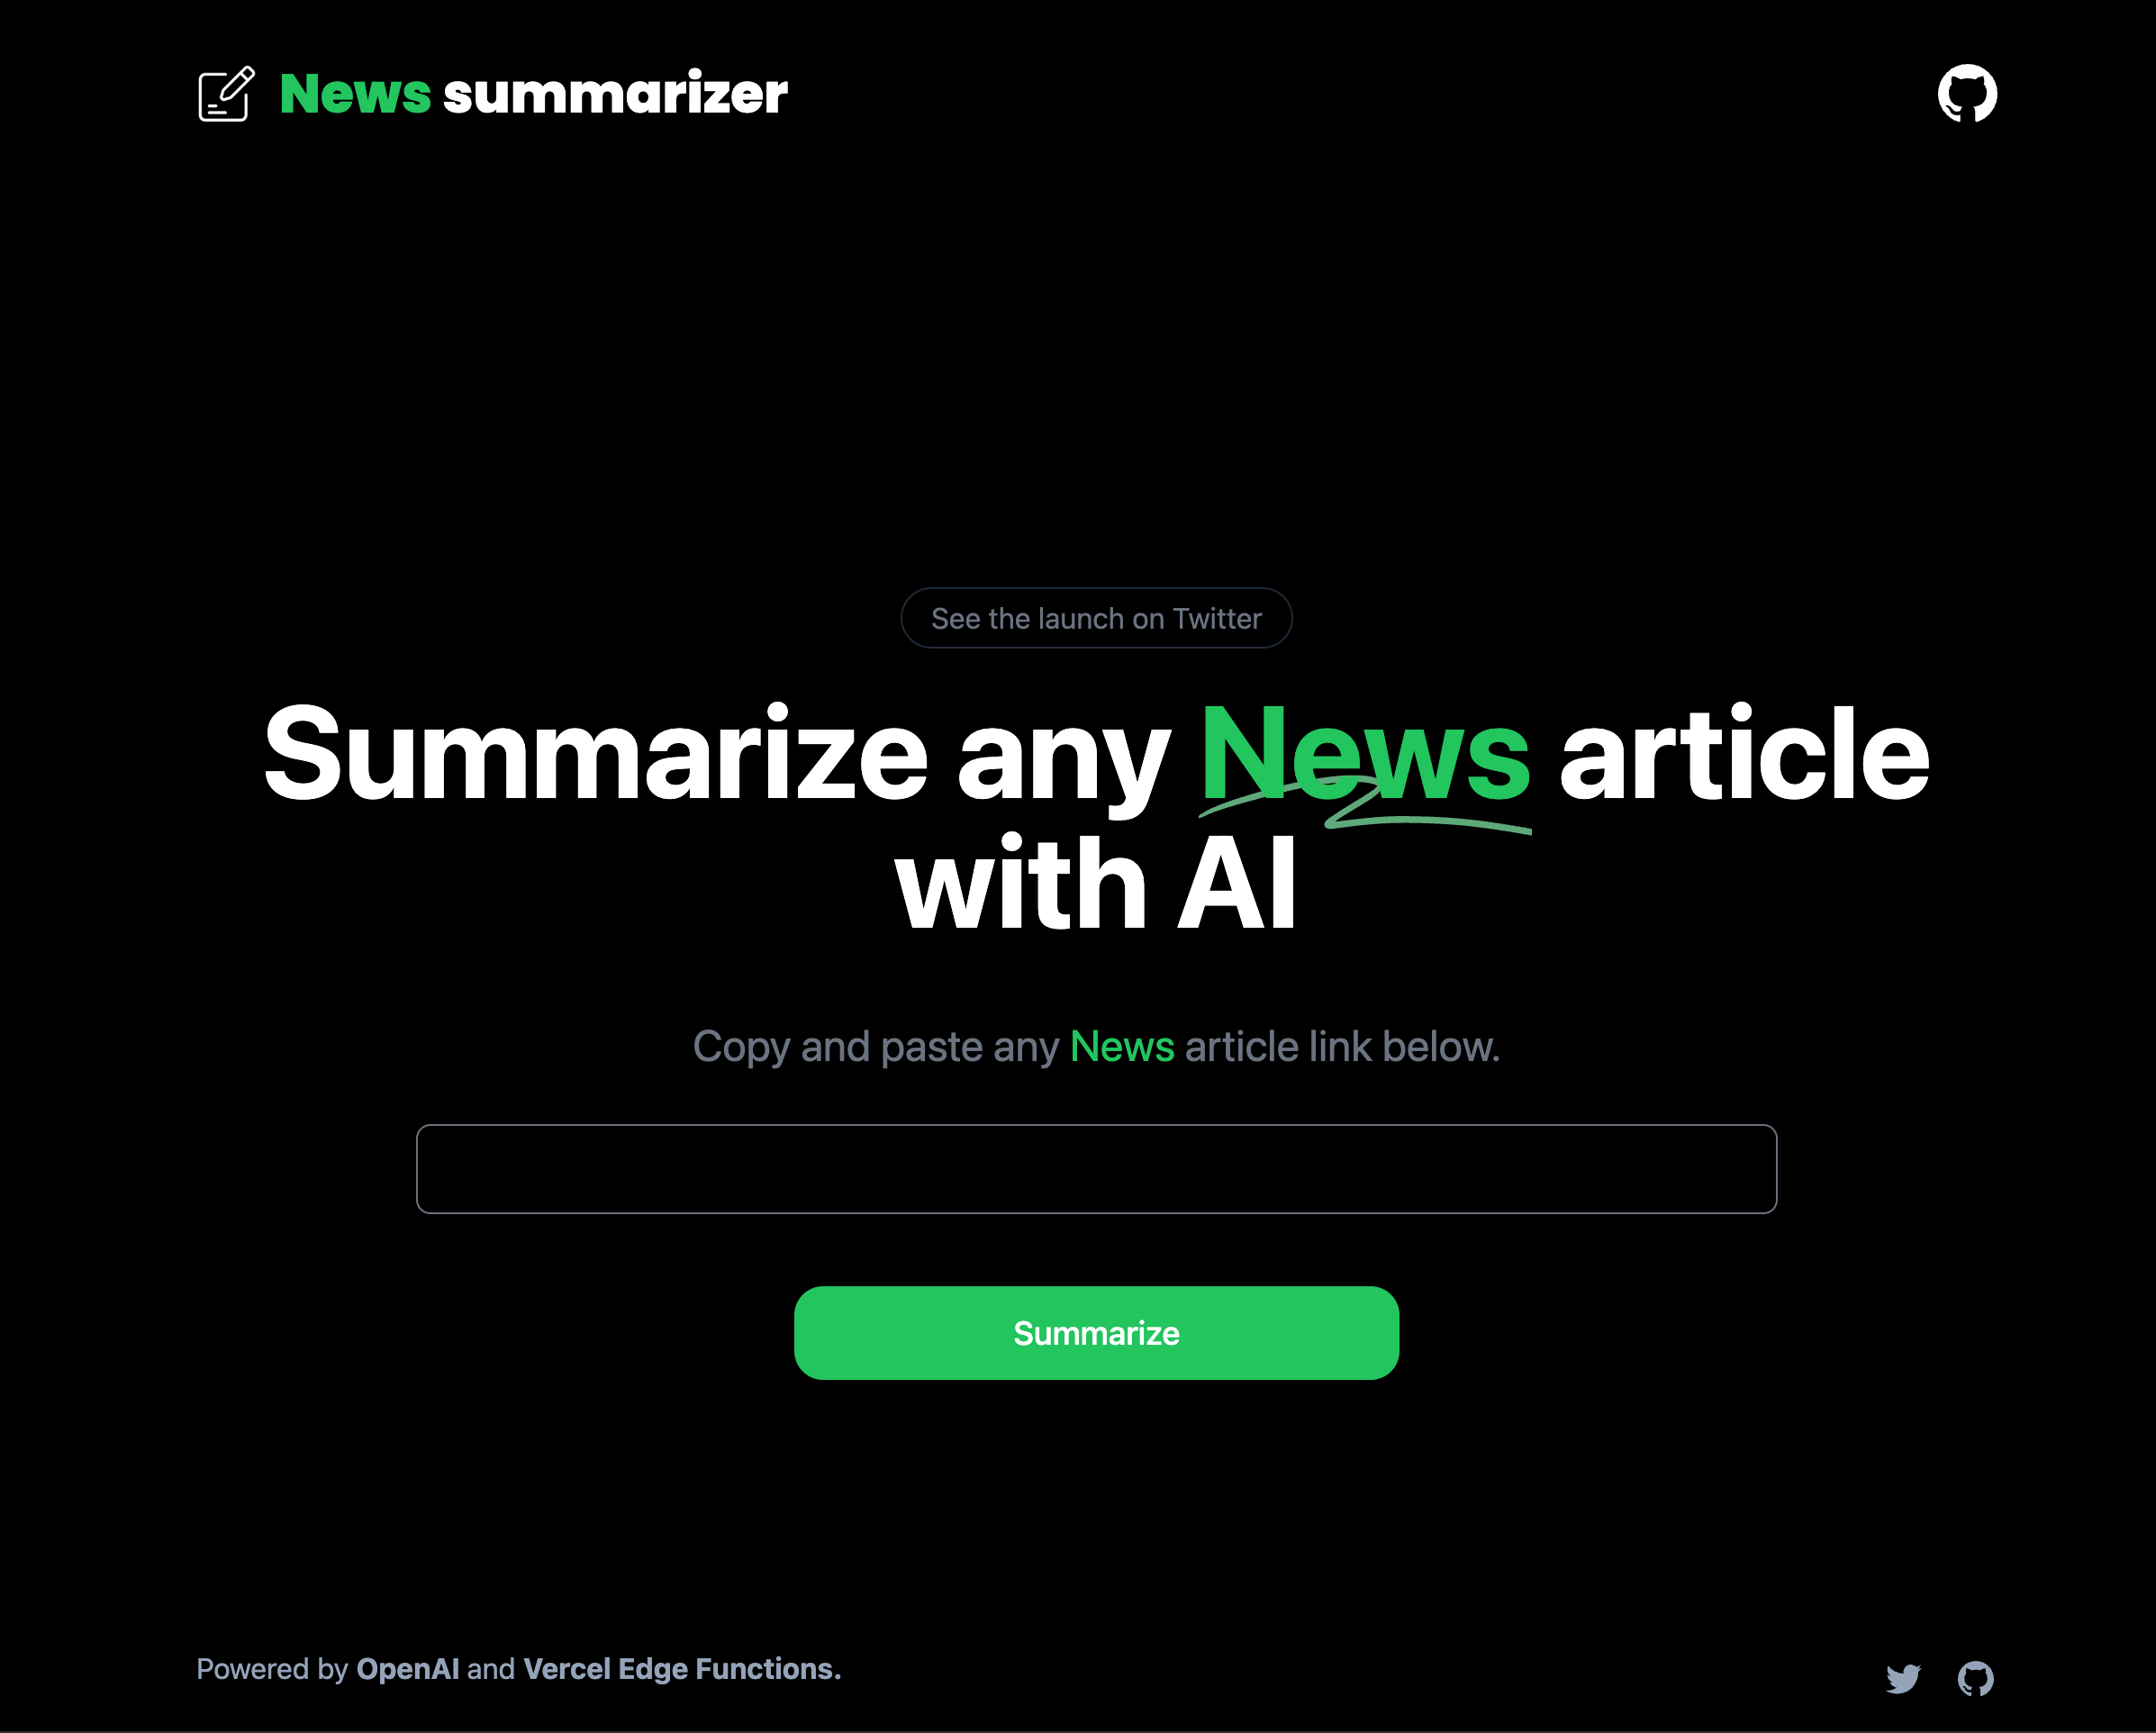 News summarizer
See the launch on Twitter
Summarize any News article
with AI
Copy and paste any News article link below.
Summarize
Powered by OpenAI and Vercel Edge Functions.